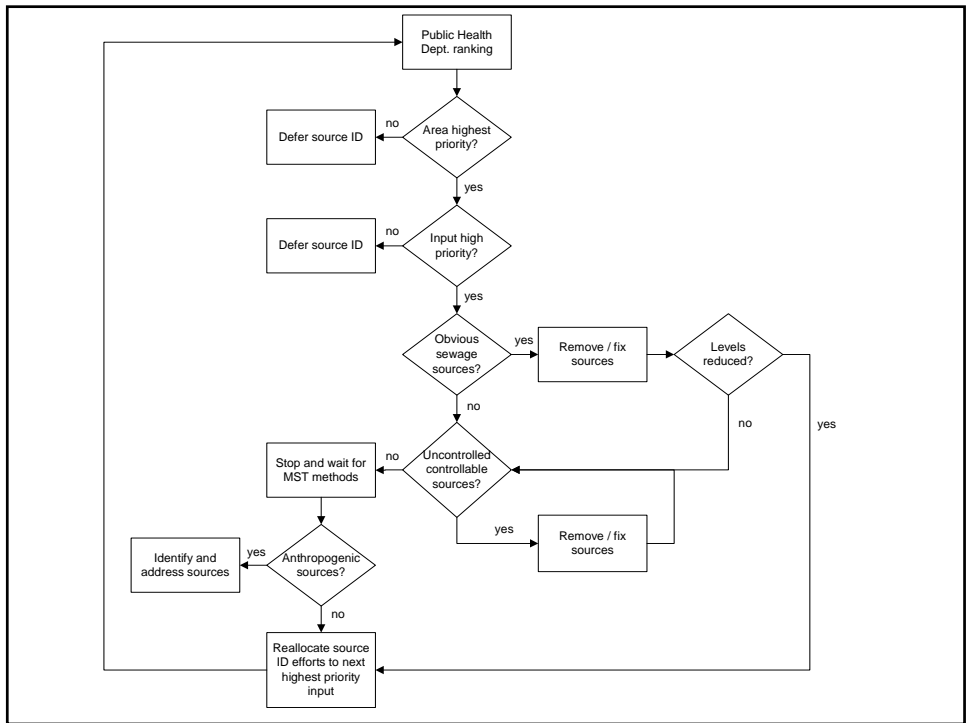 Public Health
Dept. ranking
Area highest
priority?
no
Defer source ID
yes
Input high
priority?
no
Defer source ID
yes
Obvious
sewage
sources?
yes
Remove / fix
sources
Levels
reduced?
no
yes
no
Uncontrolled
controllable
sources?
no
Stop and wait for
MST methods
yes
Remove / fix
sources
Anthropogenic
sources?
yes
Identify and
address sources
no
Reallocate source
ID efforts to next
highest priority
input